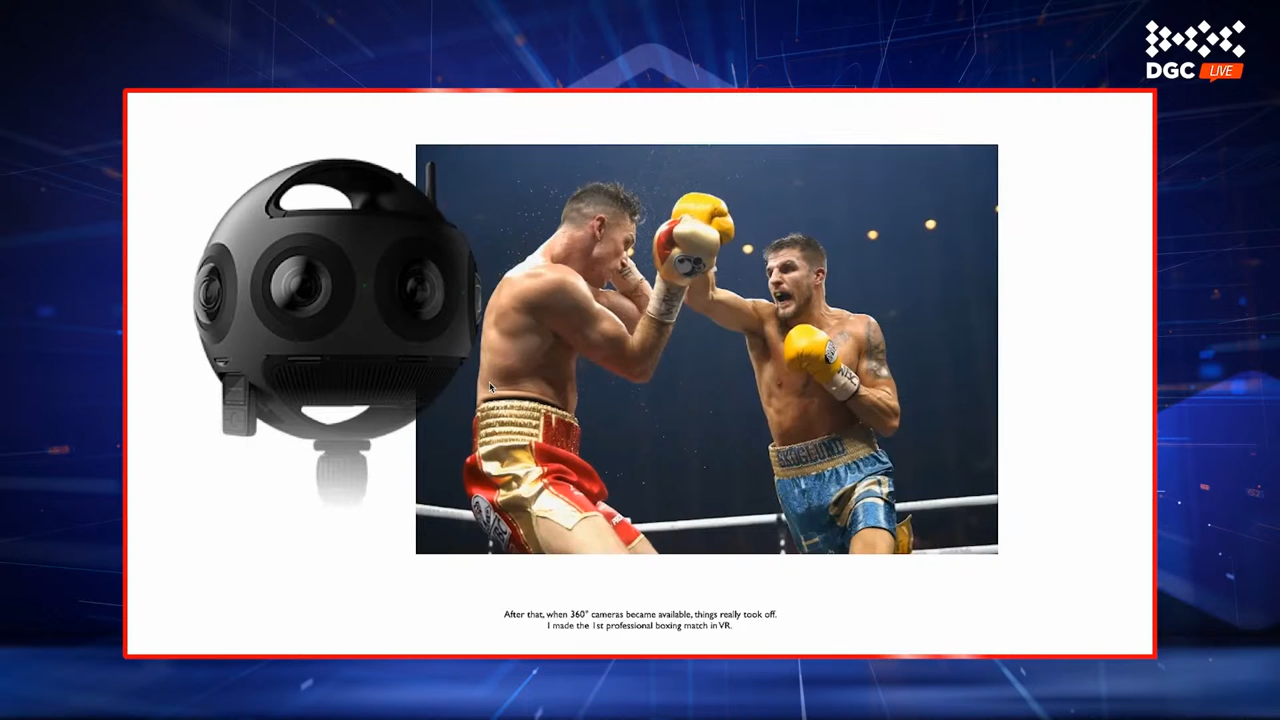 DGC LIVE
SKOGLUND
After that, when 360° cameras became available, things really took off.
I made the 1st professional boxing match in VR.